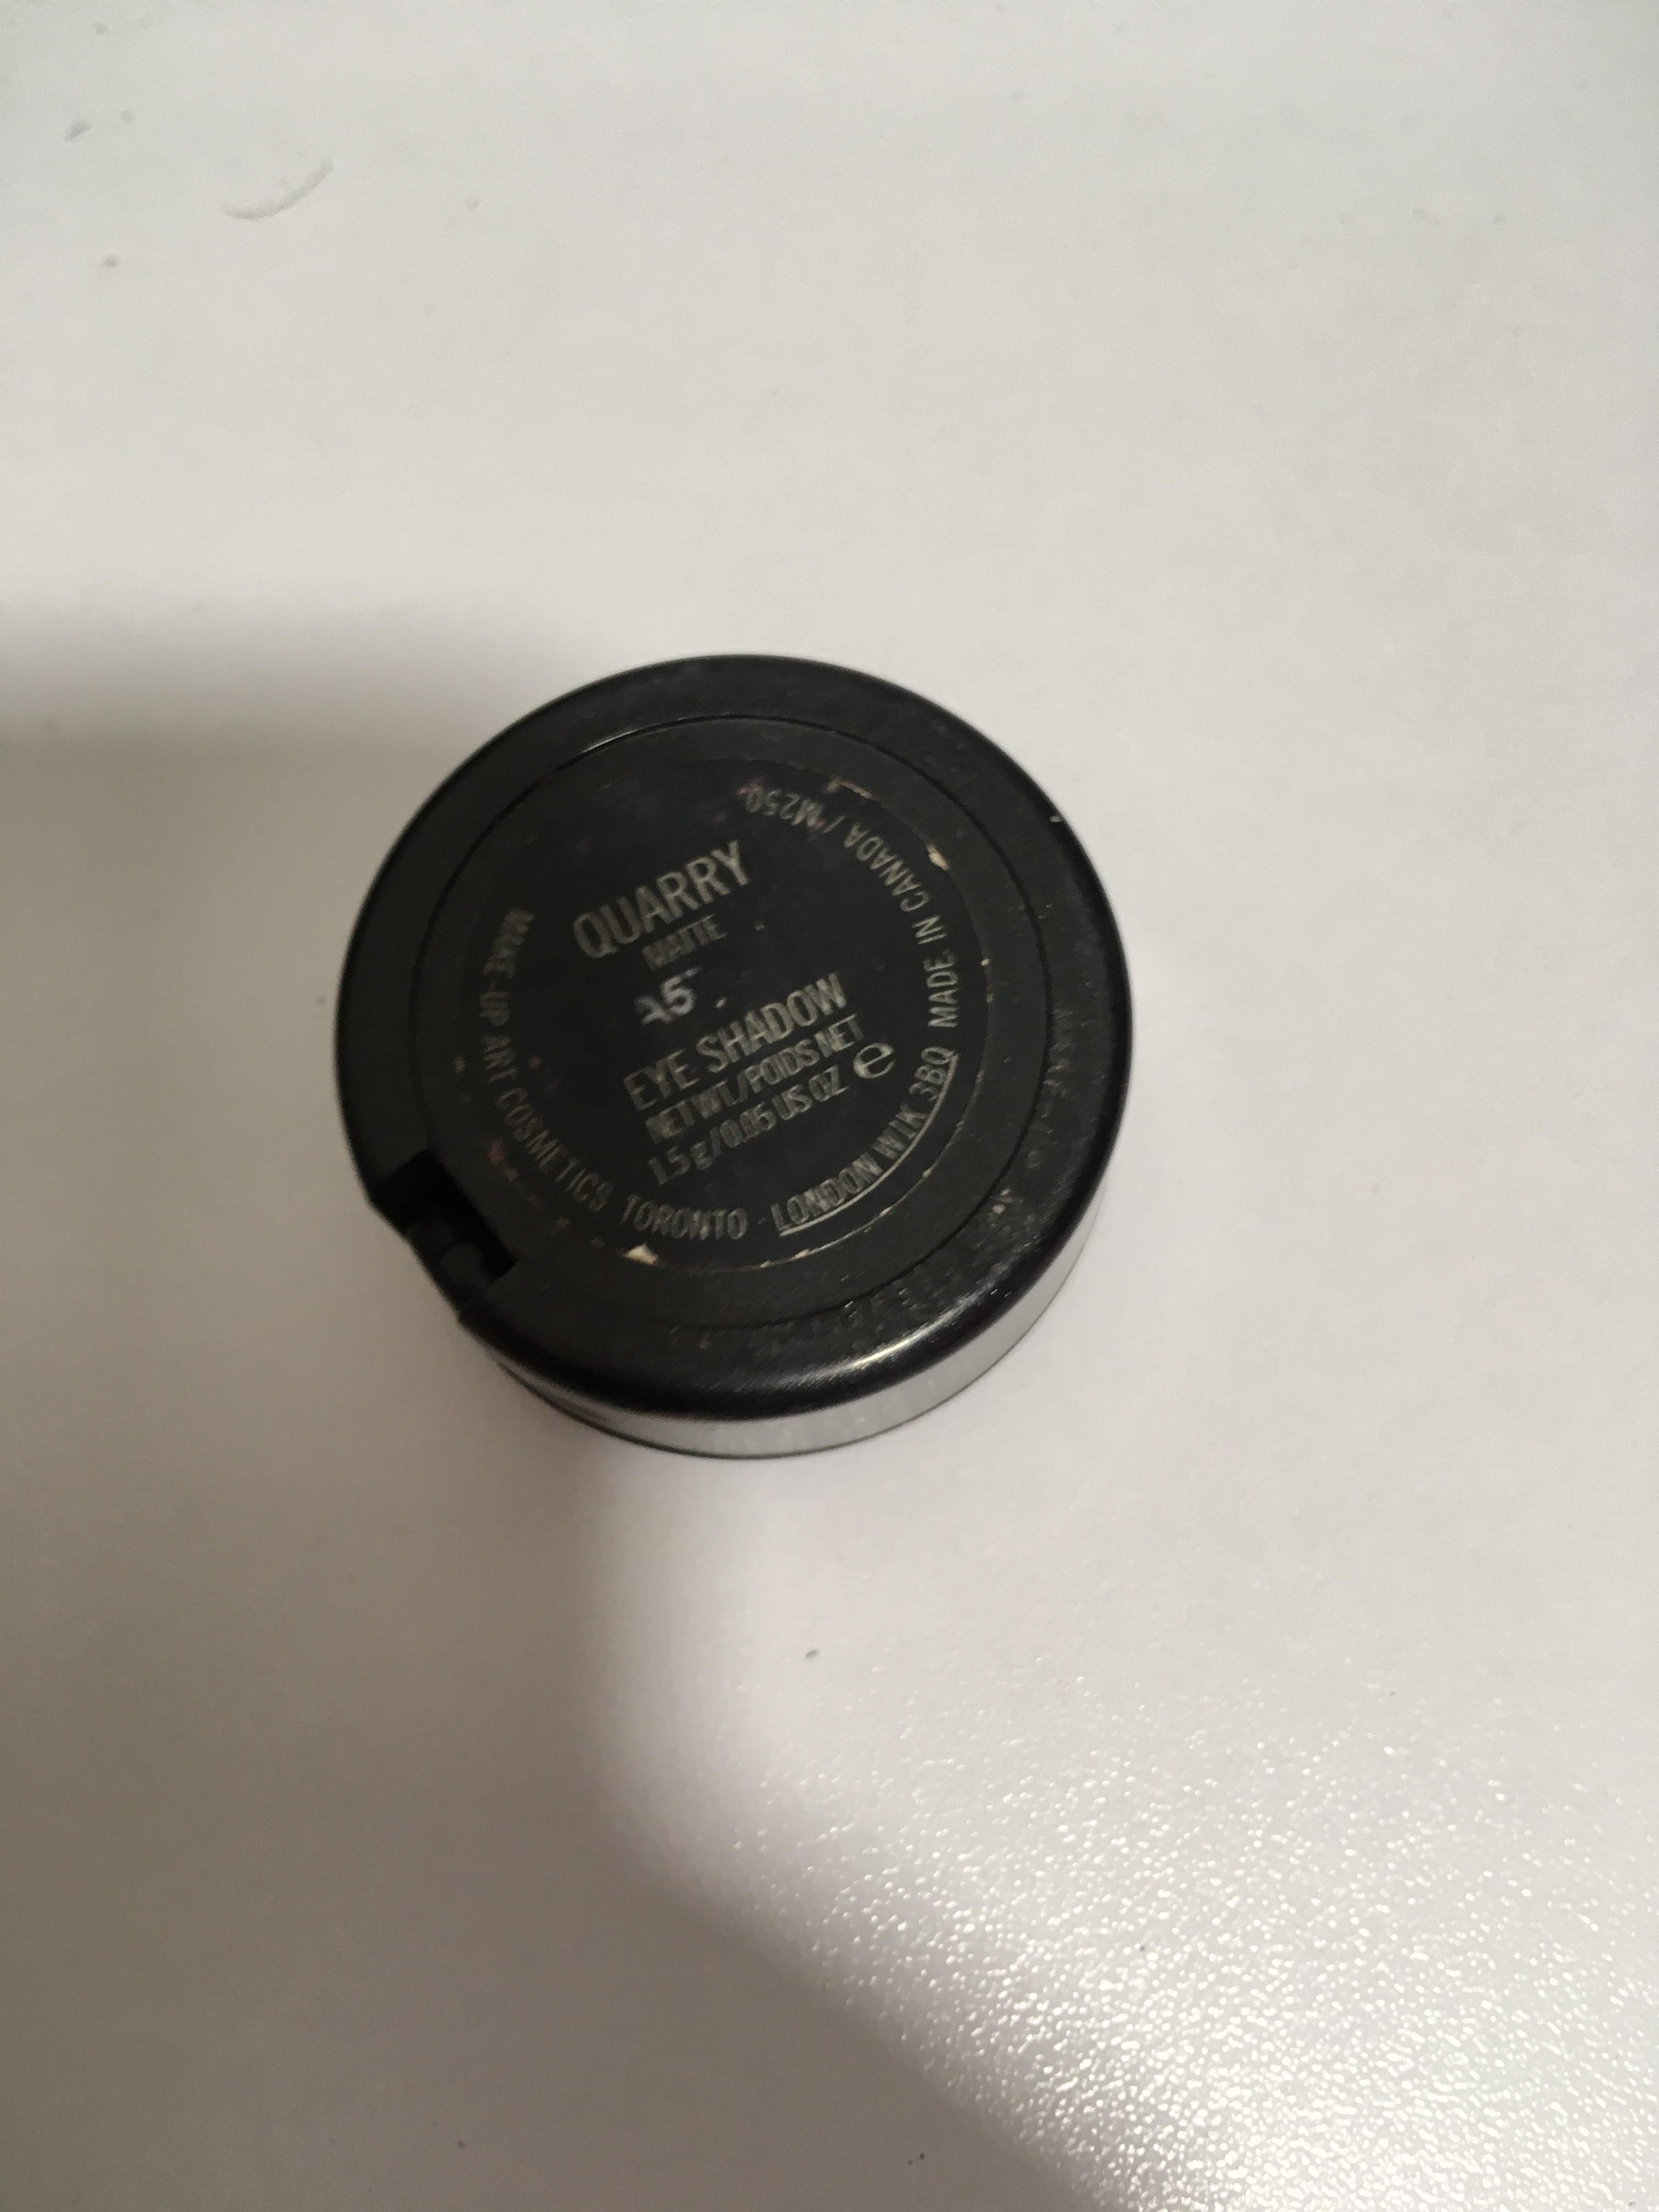 QUARRY
MATTE
A5
EYE SHADOW
NET WT./POIDS NET
1.5 g/0.05 US OZ e
MAKE-UP ART COSMETICS TORONTO LONDON W1K 3BQ MADE IN CANADA / M250